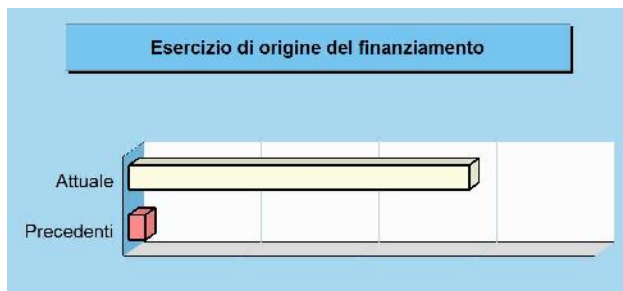 Esercizio di origine del finanziamento
Attuale
Precedenti